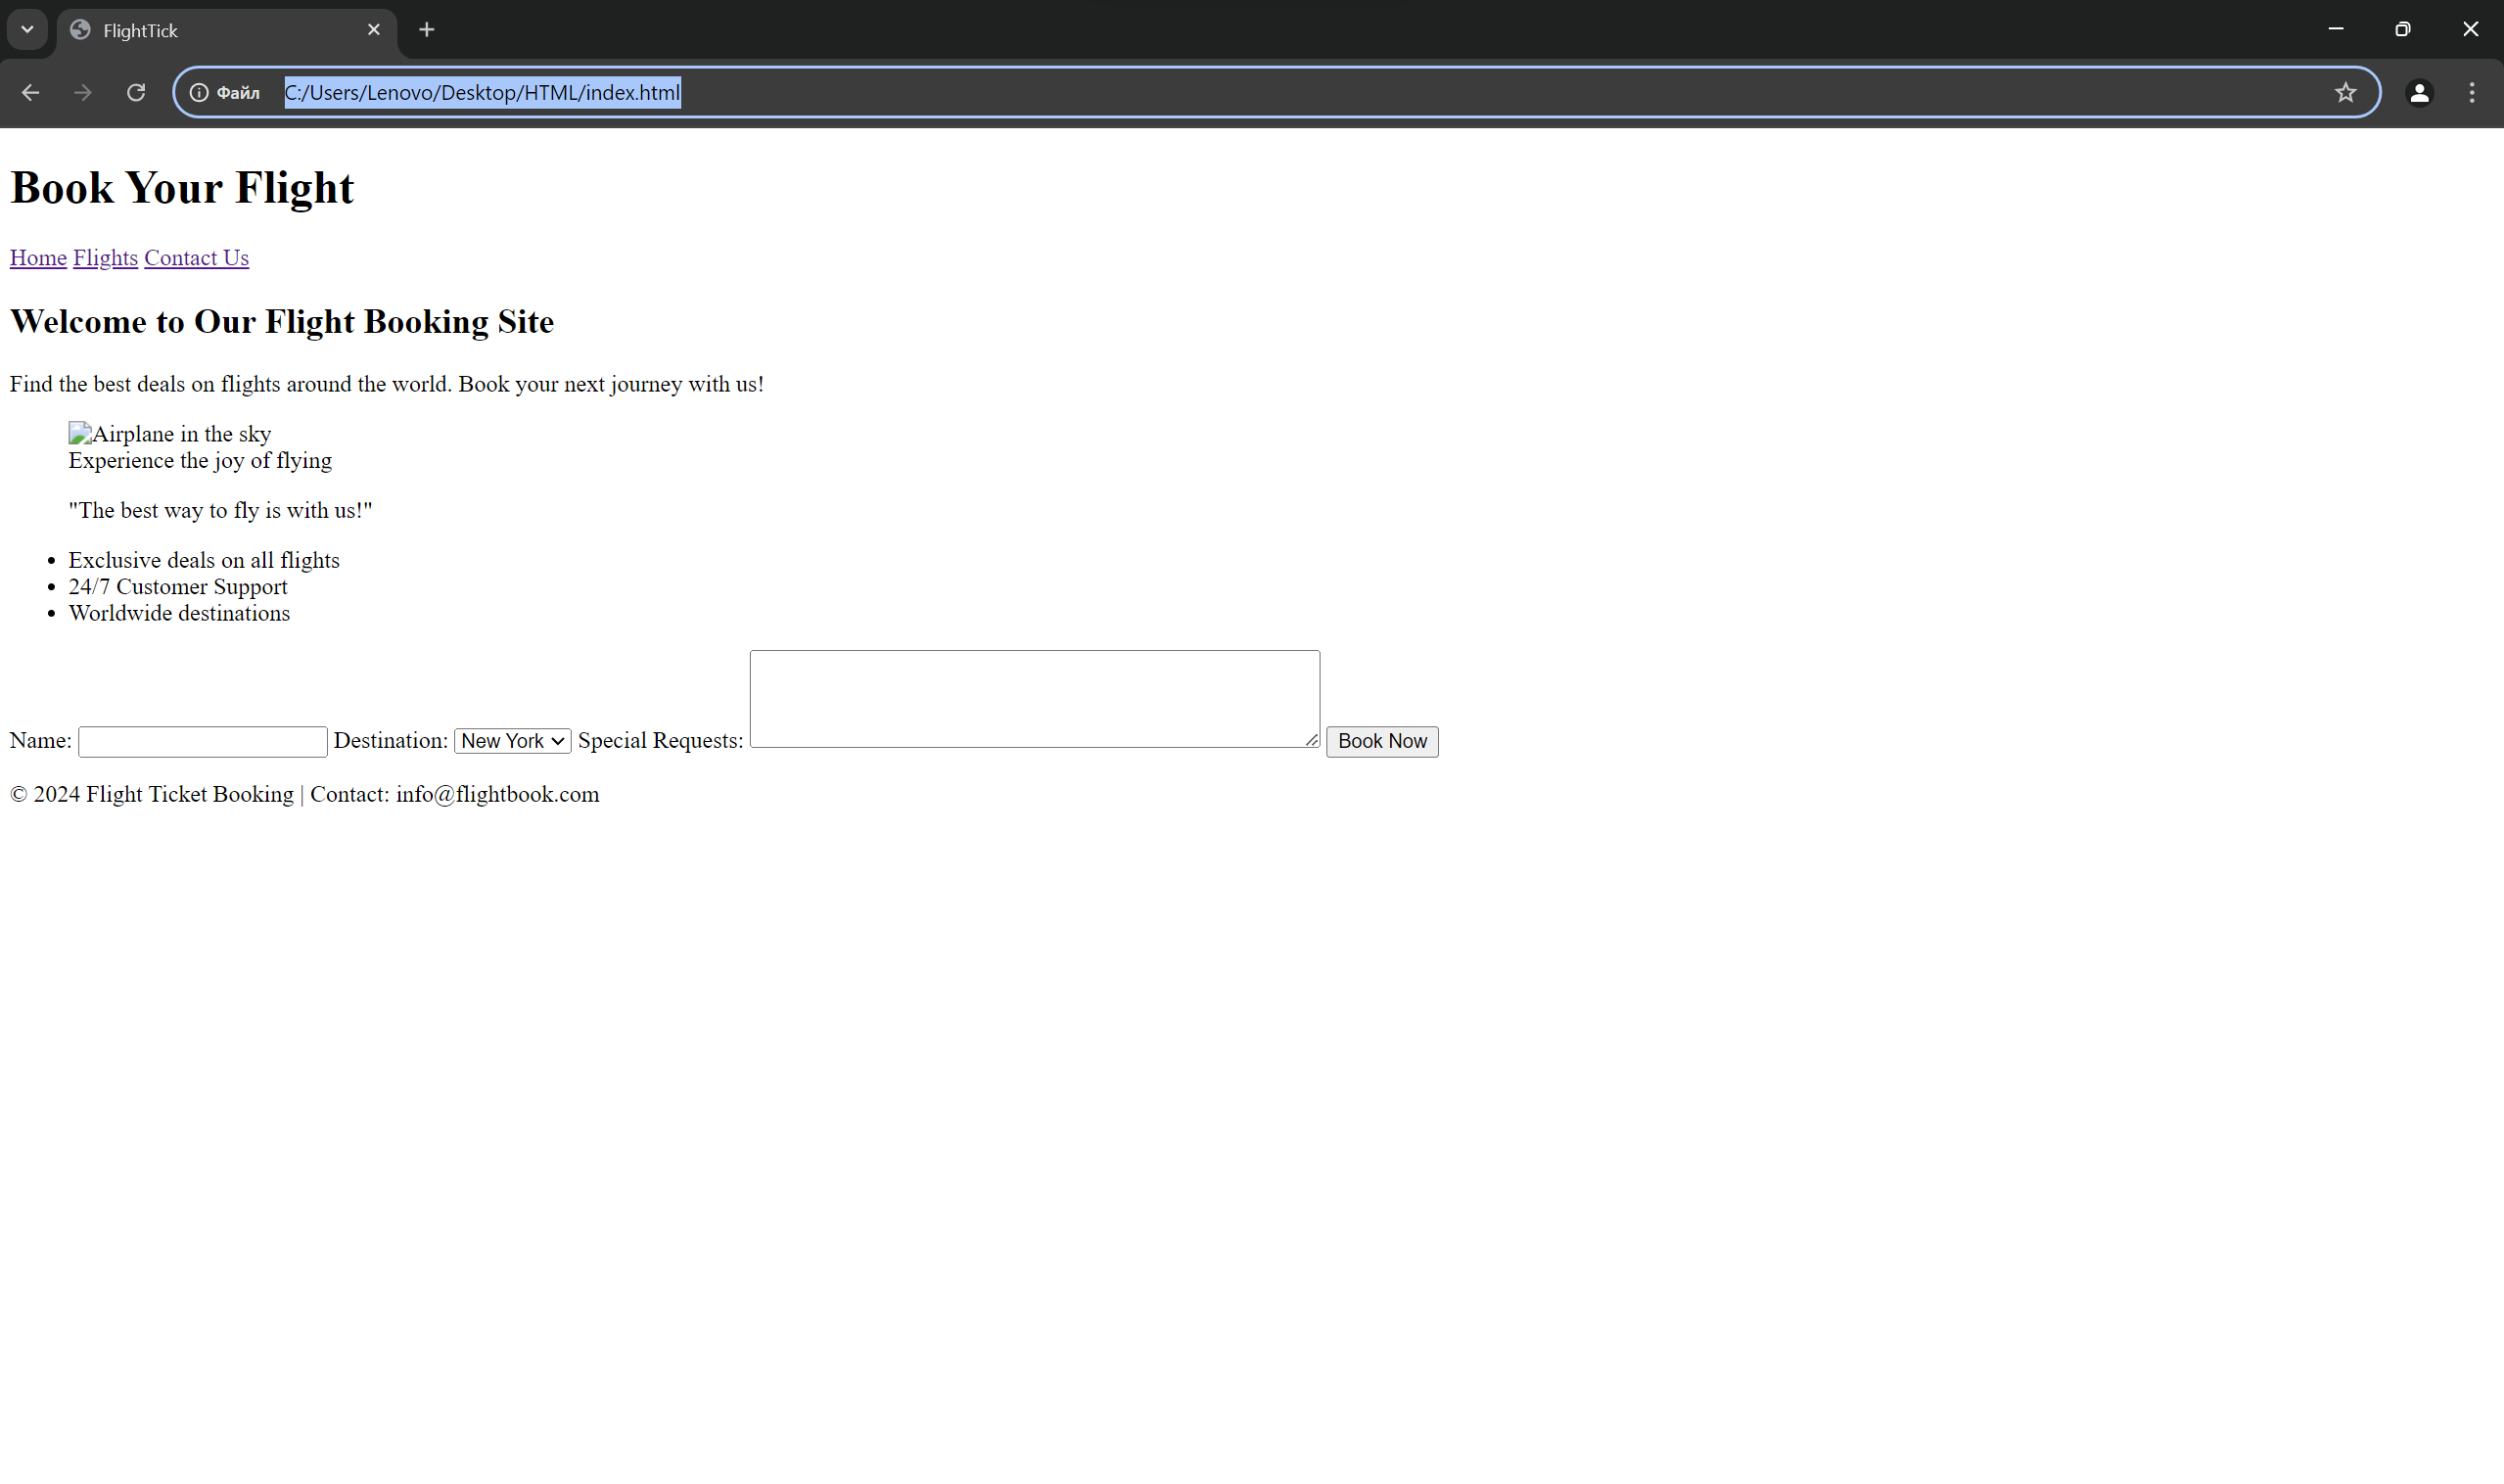 FlightTick
Файл C:/Users/Lenovo/Desktop/HTML/index.html
Book Your Flight
Home Flights Contact Us
Welcome to Our Flight Booking Site
Find the best deals on flights around the world. Book your next journey with us!
Airplane in the sky
Experience the joy of flying
"The best way to fly is with us!"
• Exclusive deals on all flights
• 24/7 Customer Support
• Worldwide destinations
Name: Destination: New York Special Requests: Book Now
© 2024 Flight Ticket Booking | Contact: info@flightbook.com